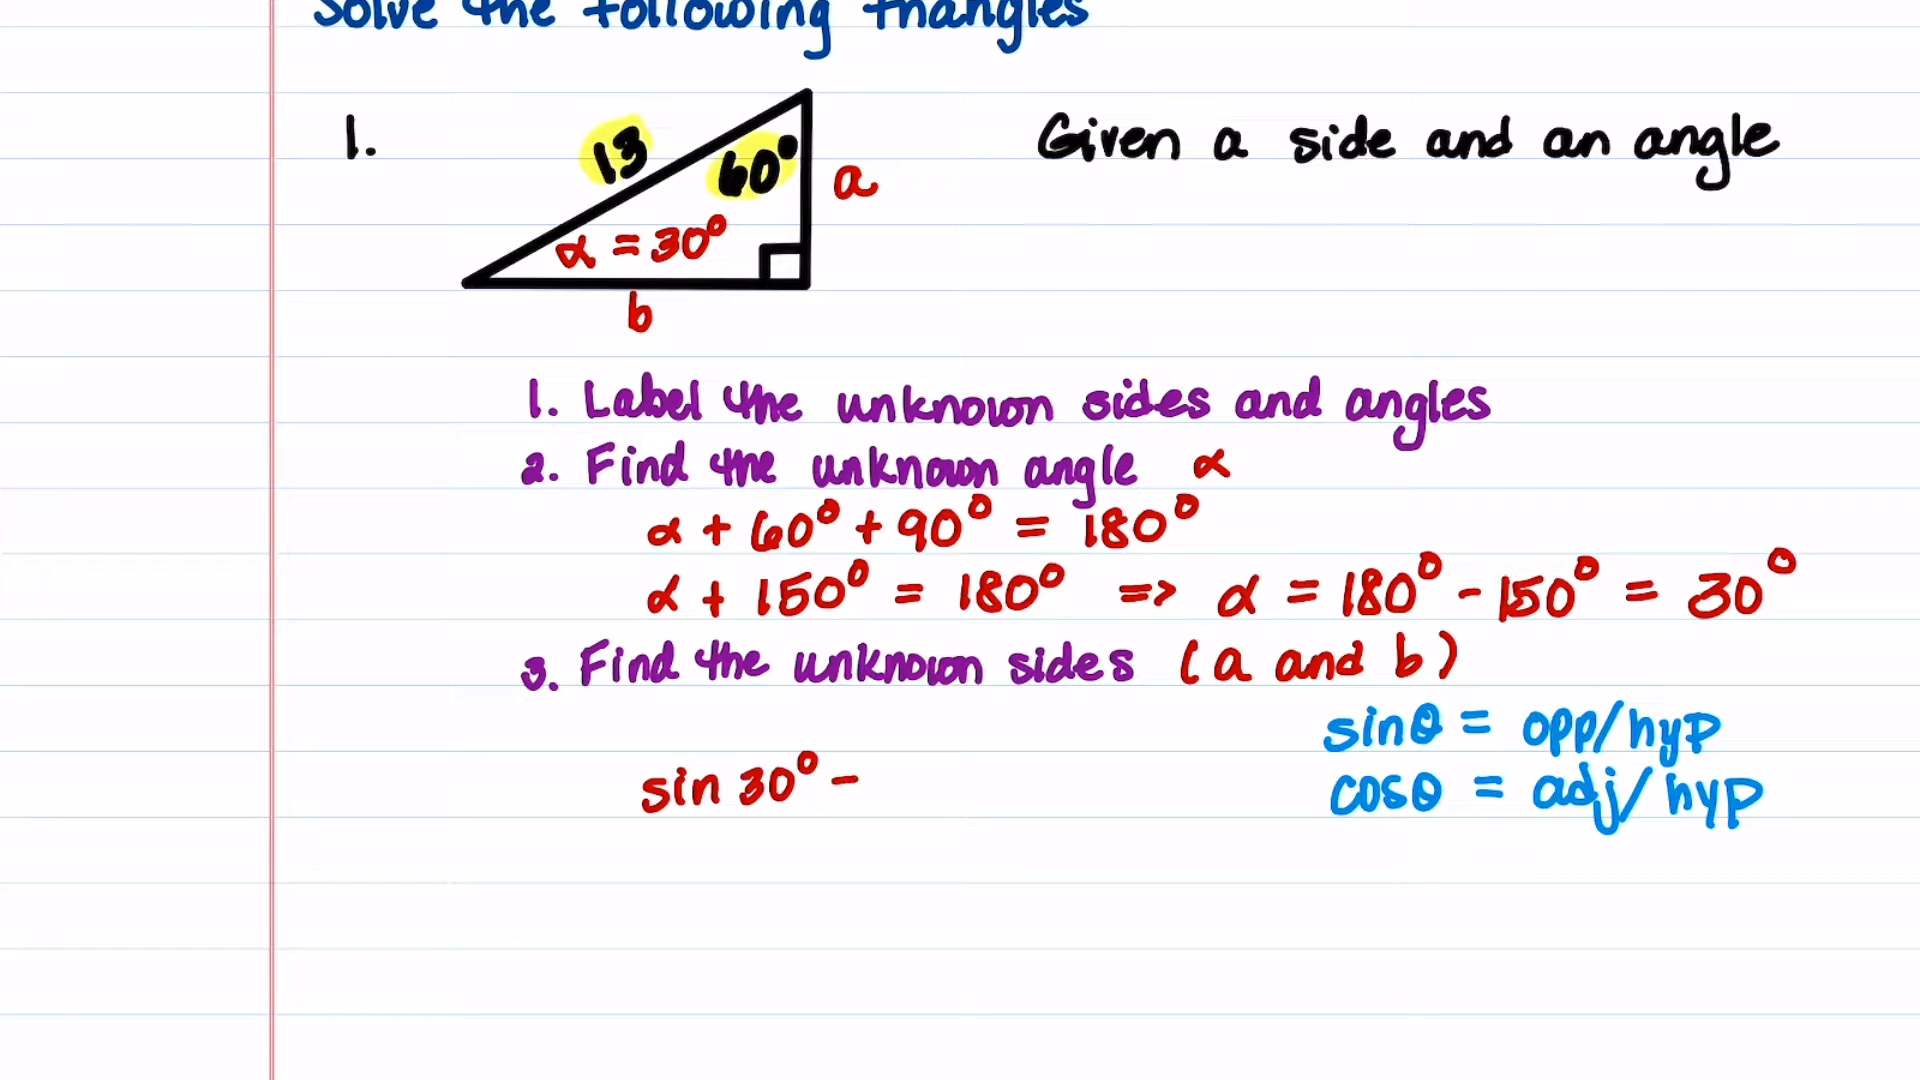 Solve the following triangles
1.
Given a side and an angle
13
60°
a
α = 30°
b
1. Label the unknown sides and angles
2. Find the unknown angle α
α + 60° + 90° = 180°
α + 150° = 180° => α = 180° - 150° = 30°
3. Find the unknown sides (a and b)
sinθ = opp/hyp
sin 30° -
cosθ = adj/hyp